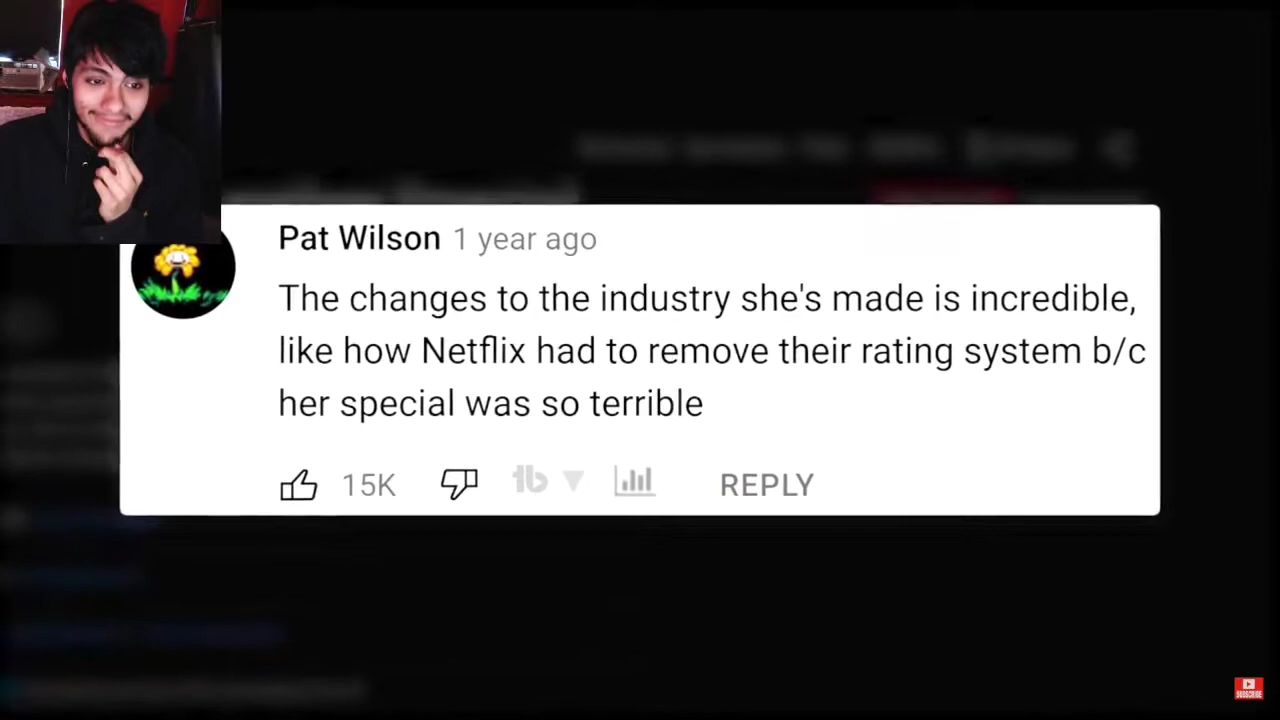 Pat Wilson 1 year ago
The changes to the industry she's made is incredible,
like how Netflix had to remove their rating system b/c
her special was so terrible
15K REPLY
SUBSCRIBE